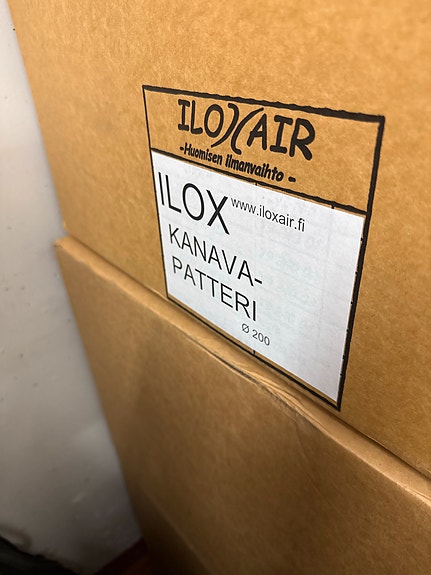 ILOXAIR
-Huomisen Ilmanvaihto-
ILOX www.iloxair.fi
KANAVA-
PATTERI
Ø 200